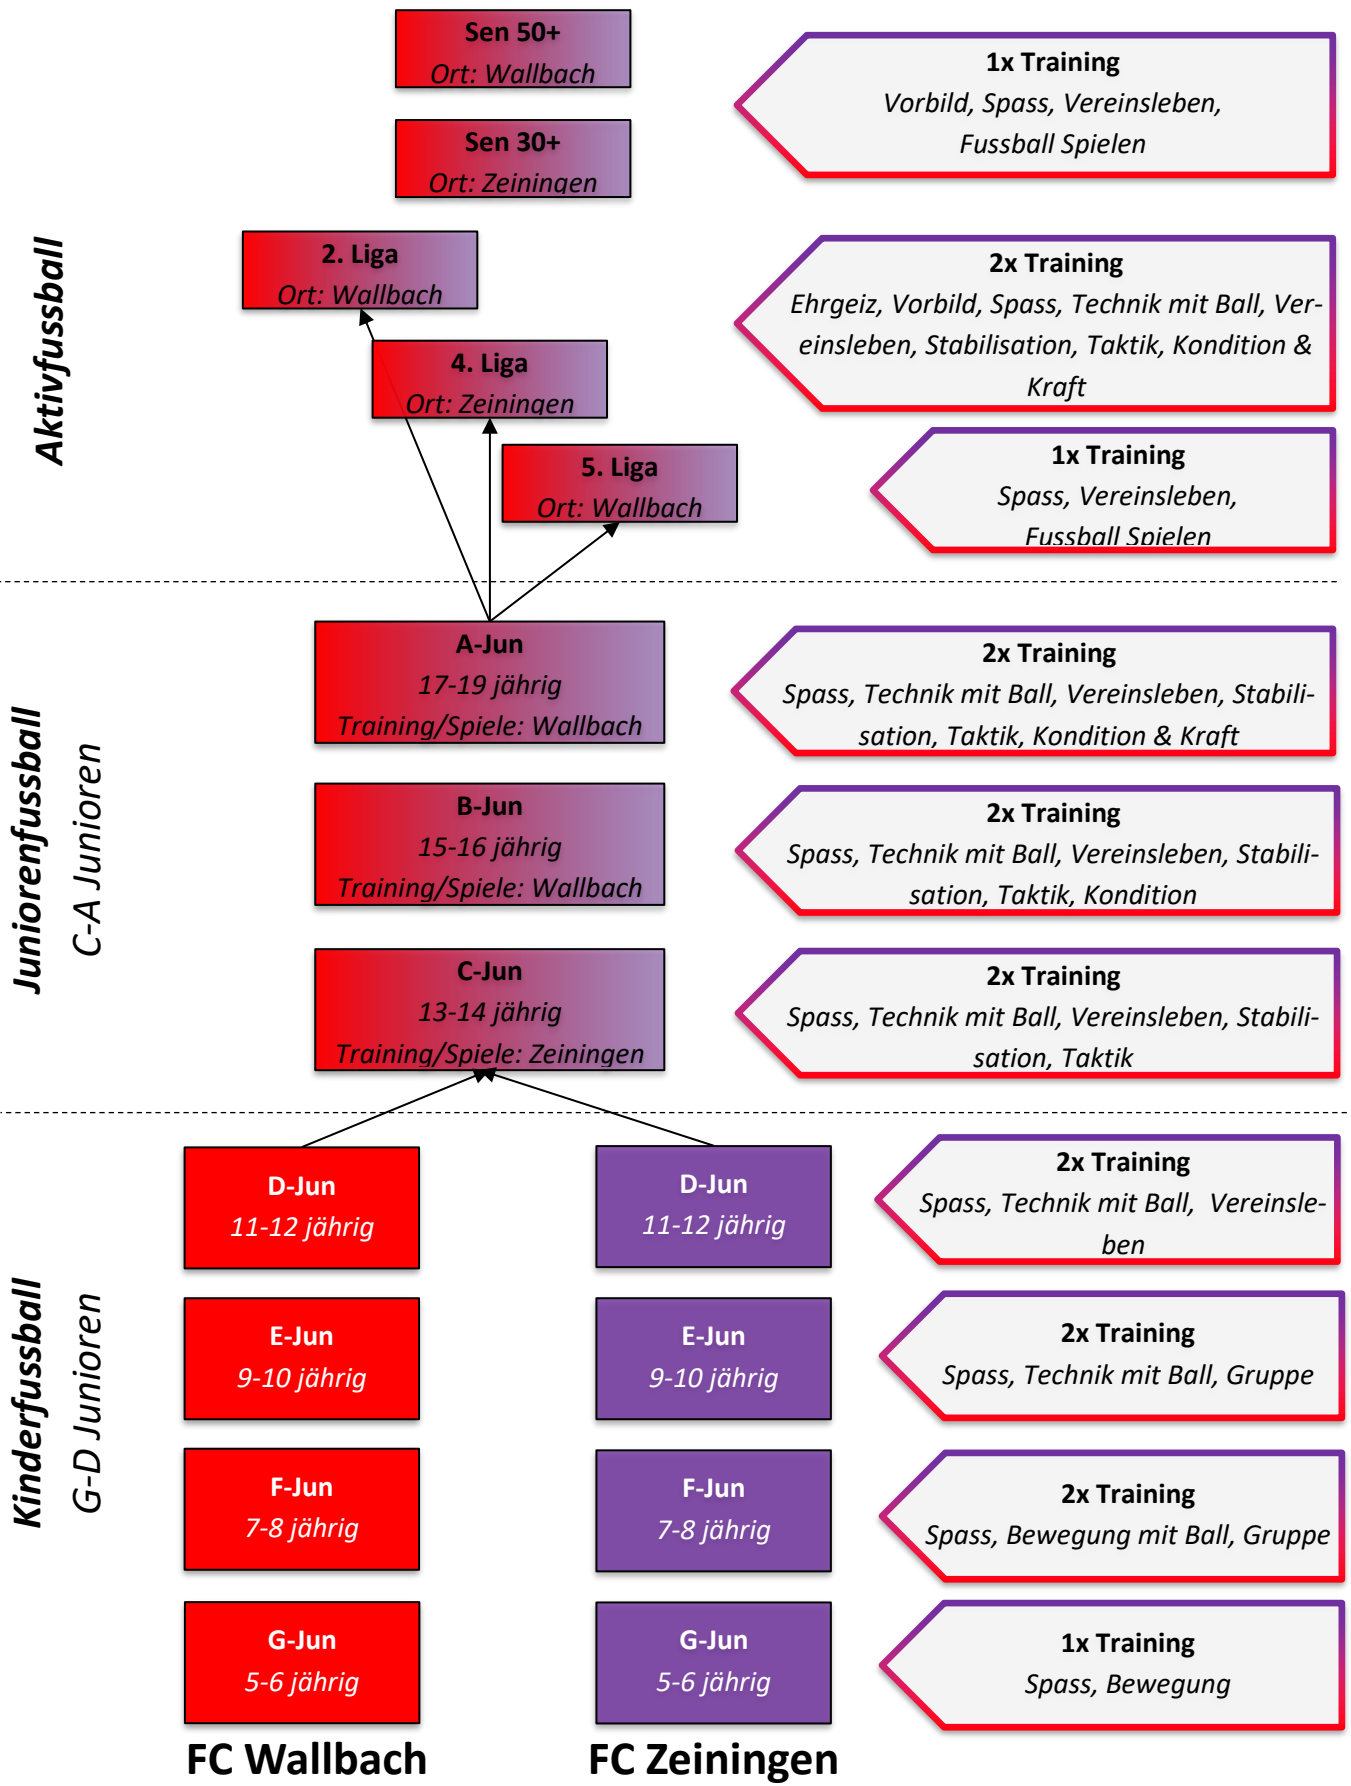 Sen 50+
Ort: Wallbach
1x Training
Vorbild, Spass, Vereinsleben,
Fussball Spielen
Sen 30+
Ort: Zeiningen
Aktivfussball
2. Liga
Ort: Wallbach
4. Liga
Ort: Zeiningen
2x Training
Ehrgeiz, Vorbild, Spass, Technik mit Ball, Ver-
einsleben, Stabilisation, Taktik, Kondition &
Kraft
5. Liga
Ort: Wallbach
1x Training
Spass, Vereinsleben,
Fussball Spielen
Juniorenfussball
C-A Junioren
A-Jun
17-19 jährig
Training/Spiele: Wallbach
2x Training
Spass, Technik mit Ball, Vereinsleben, Stabili-
sation, Taktik, Kondition & Kraft
B-Jun
15-16 jährig
Training/Spiele: Wallbach
2x Training
Spass, Technik mit Ball, Vereinsleben, Stabili-
sation, Taktik, Kondition
C-Jun
13-14 jährig
Training/Spiele: Zeiningen
2x Training
Spass, Technik mit Ball, Vereinsleben, Stabili-
sation, Taktik
Kinderfussball
G-D Junioren
D-Jun
11-12 jährig
D-Jun
11-12 jährig
2x Training
Spass, Technik mit Ball, Vereinsle-
ben
E-Jun
9-10 jährig
E-Jun
9-10 jährig
2x Training
Spass, Technik mit Ball, Gruppe
F-Jun
7-8 jährig
F-Jun
7-8 jährig
2x Training
Spass, Bewegung mit Ball, Gruppe
G-Jun
5-6 jährig
G-Jun
5-6 jährig
1x Training
Spass, Bewegung
FC Wallbach
FC Zeiningen